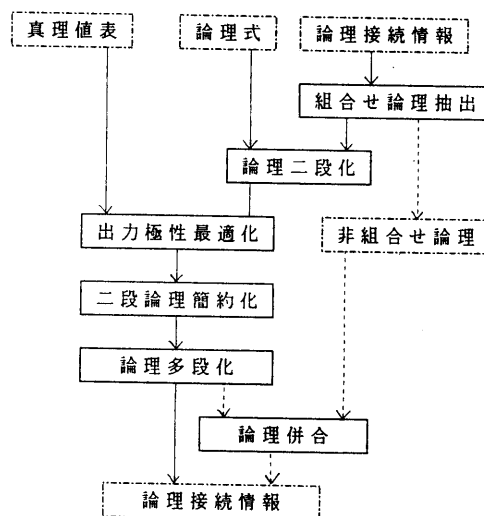 真理値表
論理式
論理接続情報
組合せ論理抽出
論理二段化
出力極性最適化
非組合せ論理
二段論理簡約化
論理多段化
論理併合
論理接続情報